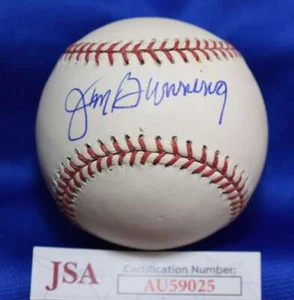 Jim Bunning
JSA Certification Number:
AU59025